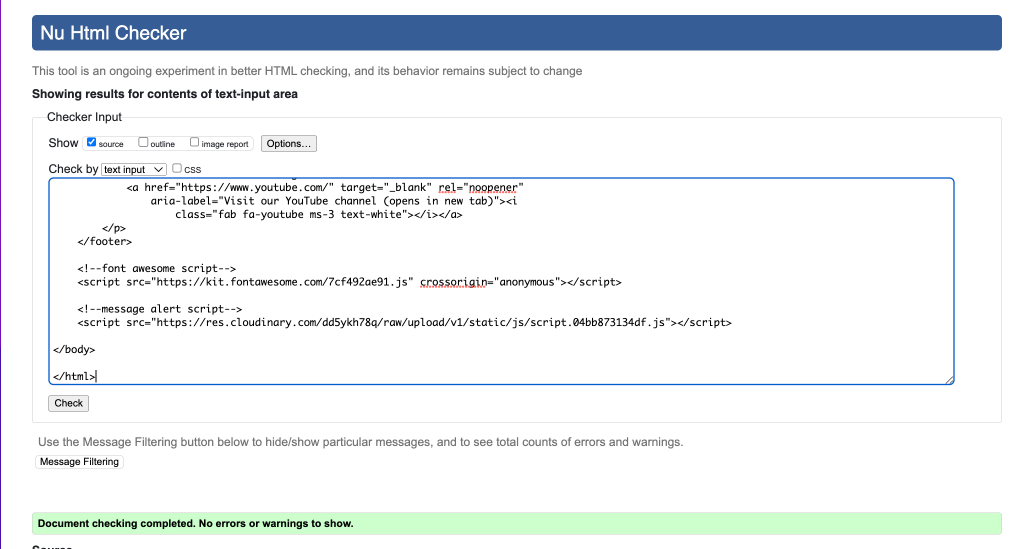 Nu Html Checker
This tool is an ongoing experiment in better HTML checking, and its behavior remains subject to change
Showing results for contents of text-input area
Checker Input
Show source outline image report Options...
Check by text input css
<a href="https://www.youtube.com/" target="_blank" rel="noopener"
aria-label="Visit our YouTube channel (opens in new tab)"><i
class="fab fa-youtube ms-3 text-white"></i></a>
</p>
</footer>
<!--font awesome script-->
<script src="https://kit.fontawesome.com/7cf492ae91.js" crossorigin="anonymous"></script>
<!--message alert script-->
<script src="https://res.cloudinary.com/dd5ykh78q/raw/upload/v1/static/js/script.04bb873134df.js"></script>
</body>
</html>
Check
Use the Message Filtering button below to hide/show particular messages, and to see total counts of errors and warnings.
Message Filtering
Document checking completed. No errors or warnings to show.
Source